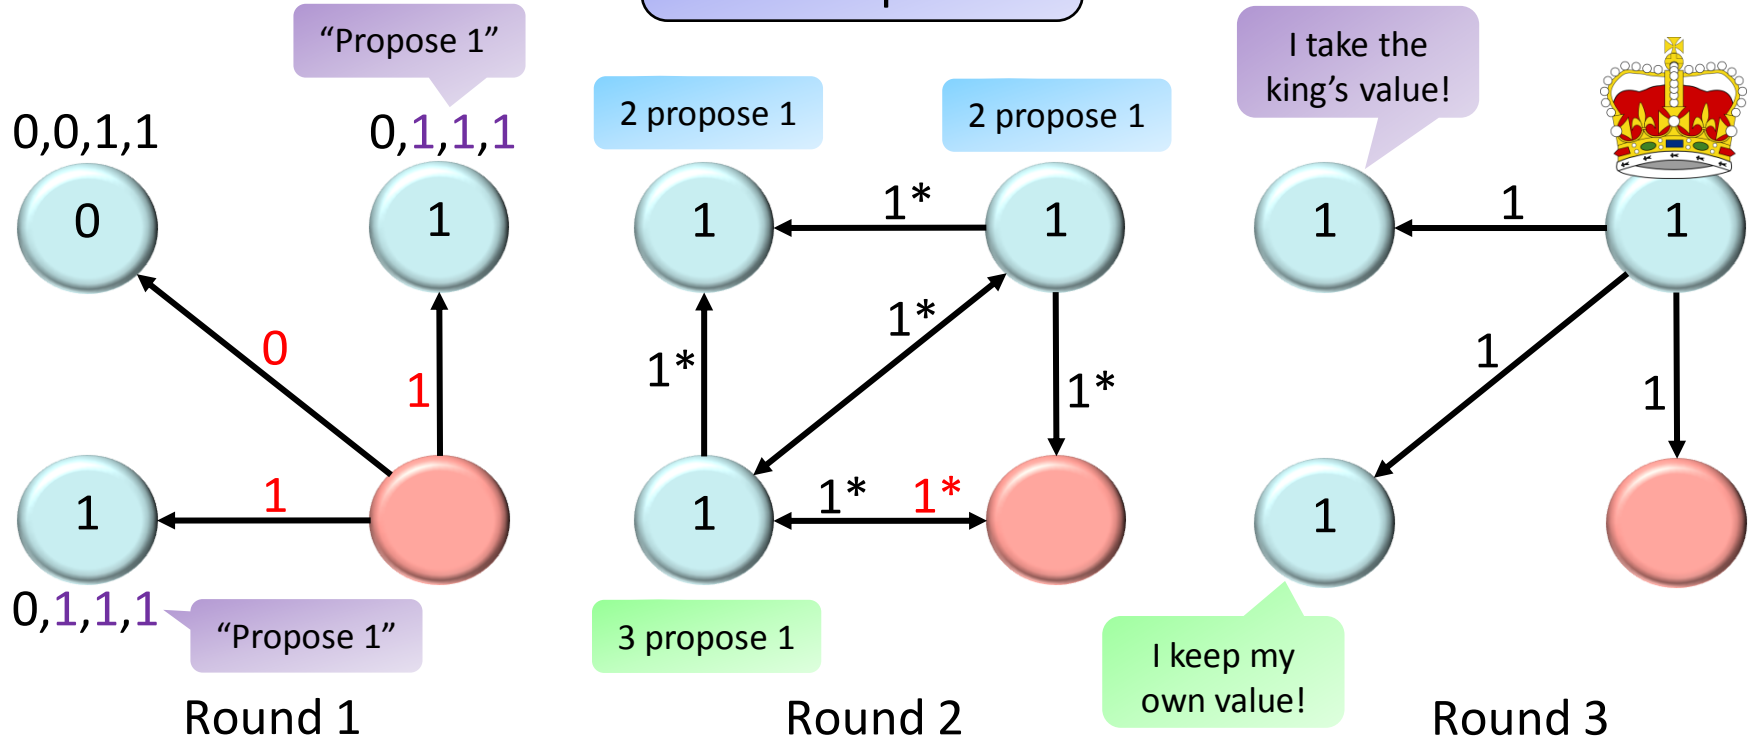 “Propose 1”
0,0,1,1
0,1,1,1
0
1
0
1
1
1
0,1,1,1
“Propose 1”
Round 1
2 propose 1
2 propose 1
1
1*
1
1*
1*
1*
1
1*
1*
3 propose 1
Round 2
I take the
king’s value!
1
1
1
1
1
1
I keep my
own value!
Round 3